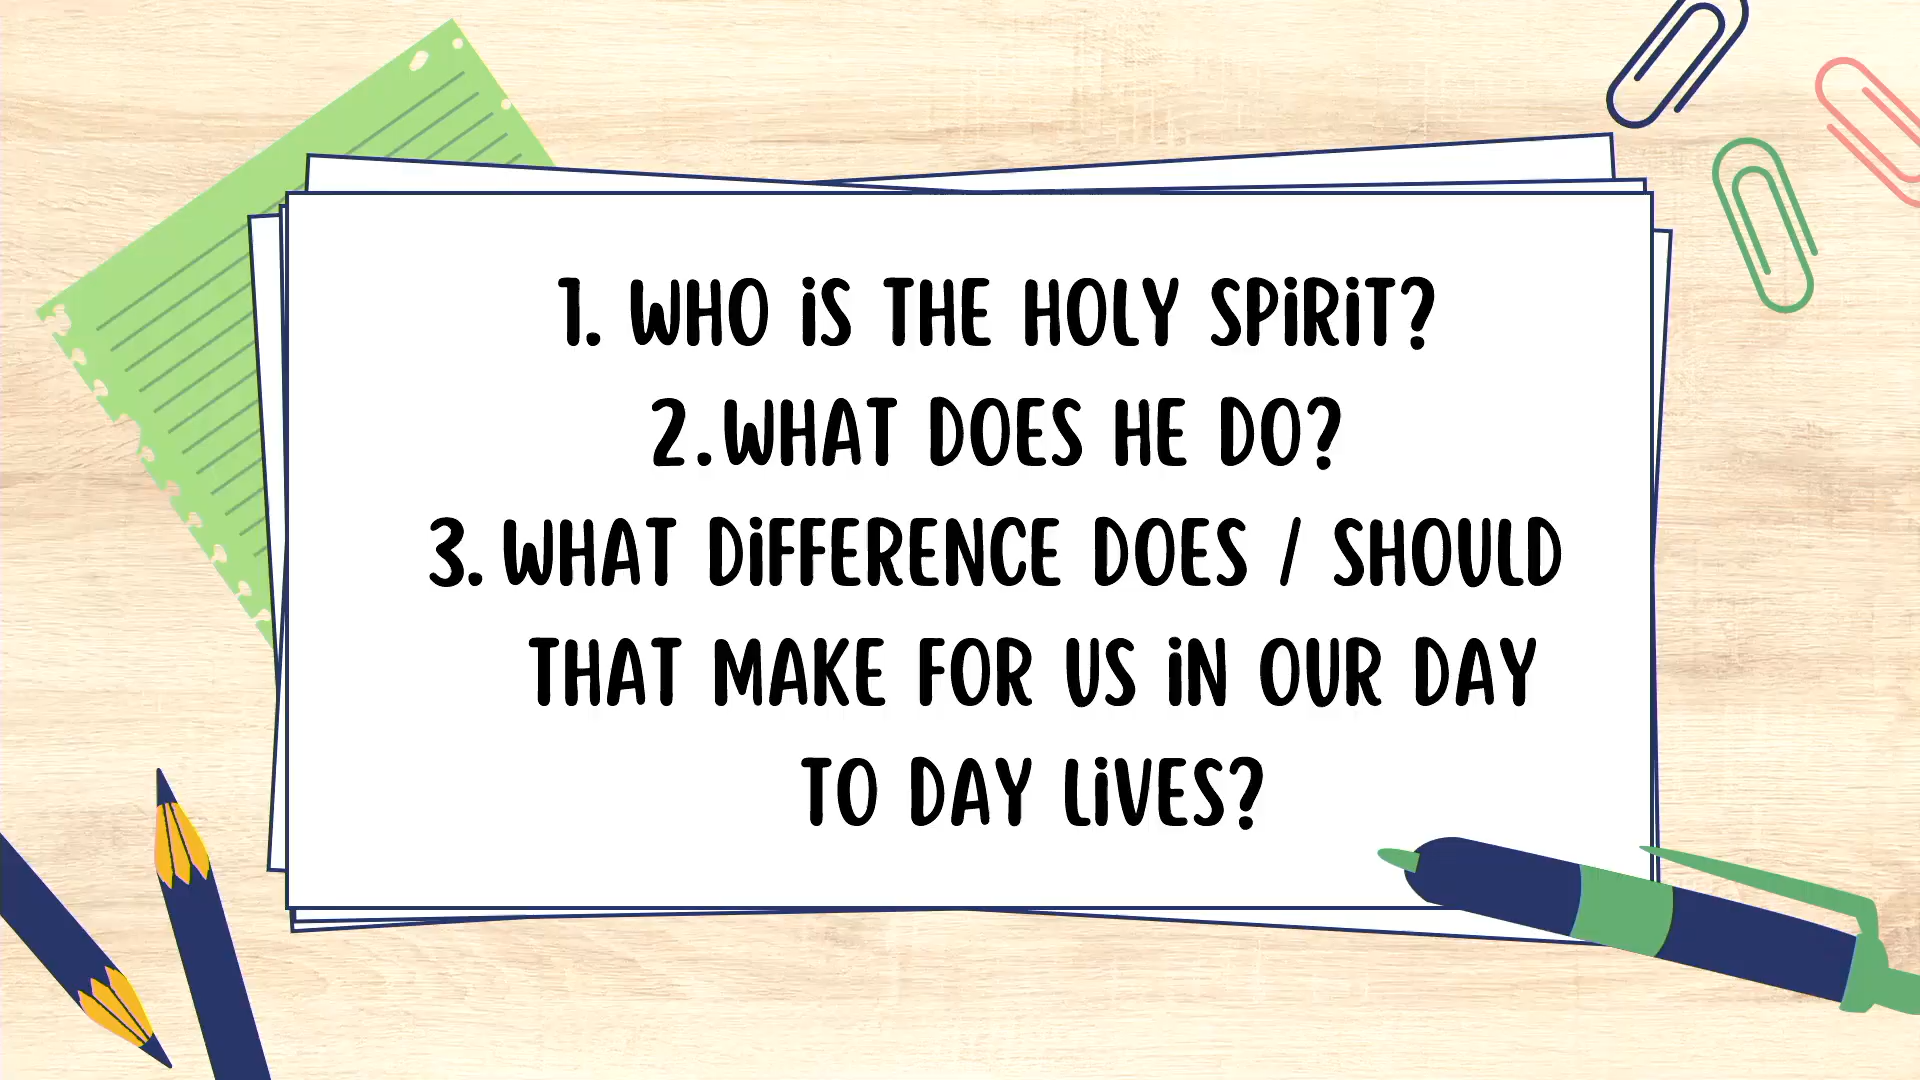 1. WHO iS THE HOLY SPiRiT?
2. WHAT DOES HE DO?
3. WHAT DiFFERENCE DOES / SHOULD
THAT MAKE FOR US iN OUR DAY
TO DAY LiVES?